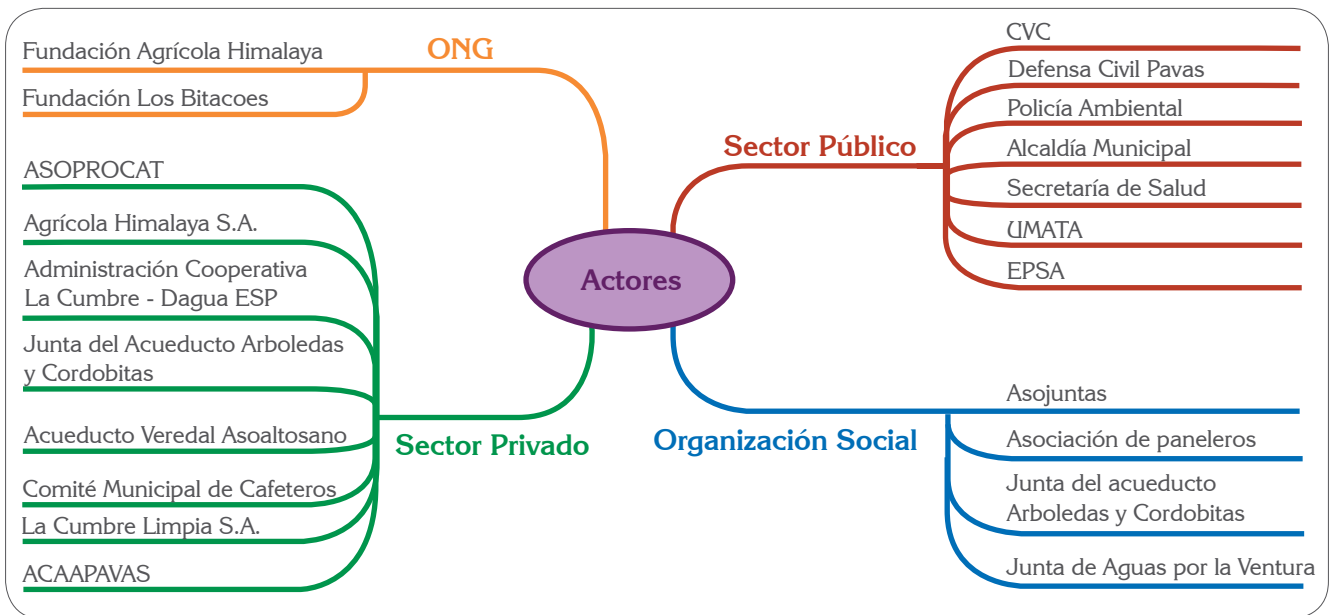 ONG
Fundación Agrícola Himalaya
Fundación Los Bitacoes
Sector Público
CVC
Defensa Civil Pavas
Policía Ambiental
Alcaldía Municipal
Secretaría de Salud
UMATA
EPSA
Actores
Sector Privado
ASOPROCAT
Agrícola Himalaya S.A.
Administración Cooperativa
La Cumbre - Dagua ESP
Junta del Acueducto Arboledas
y Cordobitas
Acueducto Veredal Asoaltosano
Comité Municipal de Cafeteros
La Cumbre Limpia S.A.
ACAAPAVAS
Organización Social
Asojuntas
Asociación de paneleros
Junta del acueducto
Arboledas y Cordobitas
Junta de Aguas por la Ventura